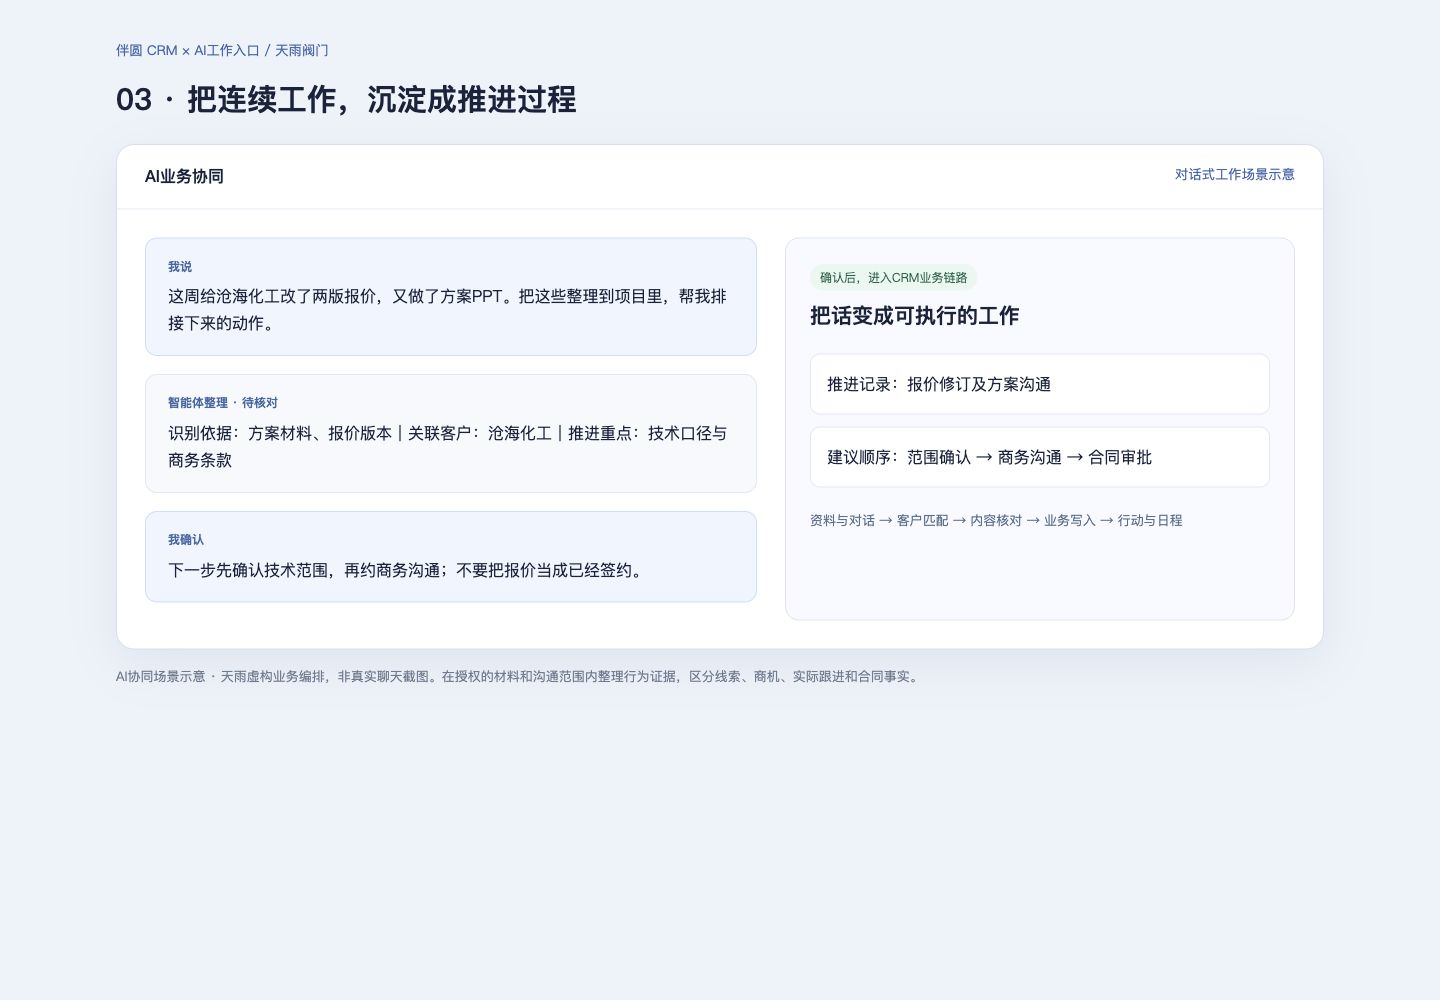 伴圆 CRM × AI工作入口 / 天雨阀门
03 · 把连续工作，沉淀成推进过程
AI业务协同
对话式工作场景示意
我说
这周给沧海化工改了两版报价，又做了方案PPT。把这些整理到项目里，帮我排
接下来的动作。
智能体整理 · 待核对
识别依据：方案材料、报价版本｜关联客户：沧海化工｜推进重点：技术口径与
商务条款
我确认
下一步先确认技术范围，再约商务沟通；不要把报价当成已经签约。
确认后，进入CRM业务链路
把话变成可执行的工作
推进记录：报价修订及方案沟通
建议顺序：范围确认 → 商务沟通 → 合同审批
资料与对话 → 客户匹配 → 内容核对 → 业务写入 → 行动与日程
AI协同场景示意 · 天雨虚构业务编排，非真实聊天截图。在授权的材料和沟通范围内整理行为证据，区分线索、商机、实际跟进和合同事实。